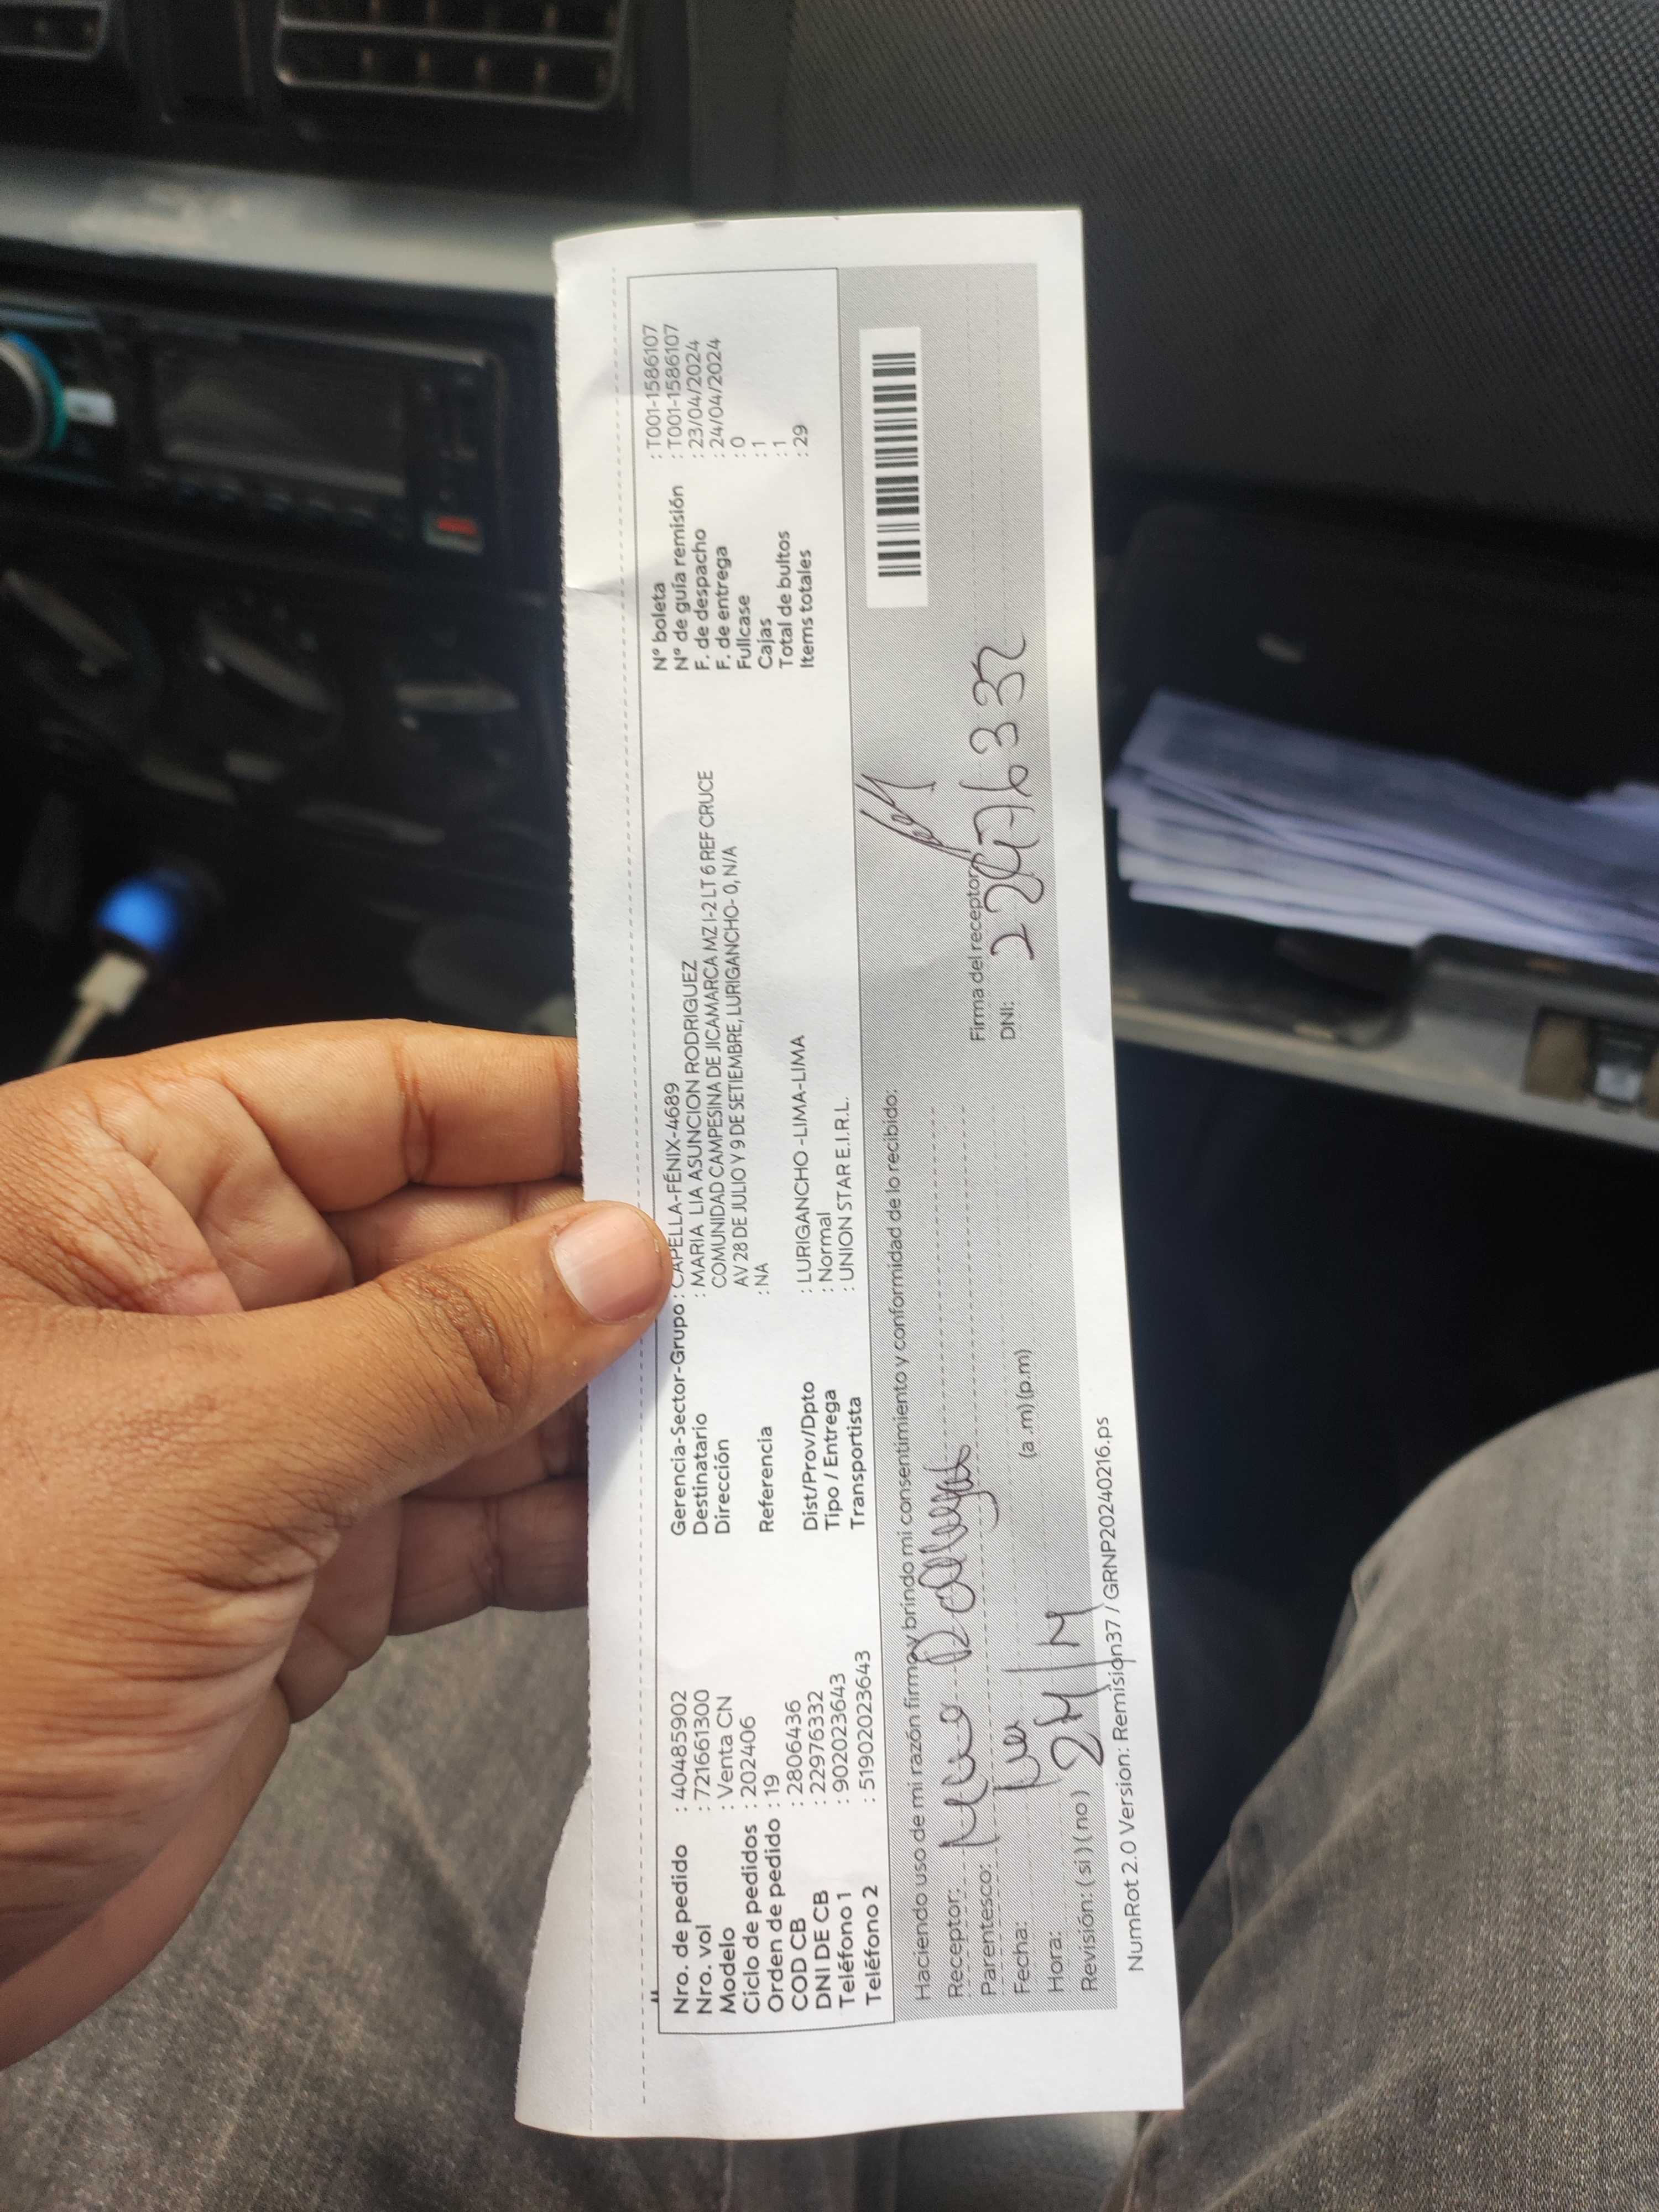 Nro. de pedido : 40485902
Nro. vol : 721661300
Modelo : Venta CN
Ciclo de pedidos : 202406
Orden de pedido : 19
COD CB : 2806436
DNI DE CB : 22976332
Teléfono 1 : 902023643
Teléfono 2 : 51902023643
Gerencia-Sector-Grupo : CAPELLA-FÉNIX-4689
Destinatario : MARIA LIA ASUNCION RODRIGUEZ
Dirección COMUNIDAD CAMPESINA DE JICAMARCA MZ I-2 LT 6 REF CRUCE
AV 28 DE JULIO Y 9 DE SETIEMBRE, LURIGANCHO- 0, N/A
Referencia : NA
Dist/Prov/Dpto : LURIGANCHO -LIMA-LIMA
Tipo / Entrega : Normal
Transportista : UNION STAR E.I.R.L.
N° boleta : T001-1586107
N° de guía remisión : T001-1586107
F. de despacho : 23/04/2024
F. de entrega : 24/04/2024
Fullcase : 0
Cajas : 1
Total de bultos : 1
Items totales : 29
Haciendo uso de mi razón firmo y brindo mi consentimiento y conformidad de lo recibido:
Receptor:
Parentesco:
Fecha:
Hora: (a .m) (p.m)
Revisión: ( si ) ( no )
Firma del receptor
DNI:
NumRot 2.0 Version: Remision37 / GRNP20240216.ps